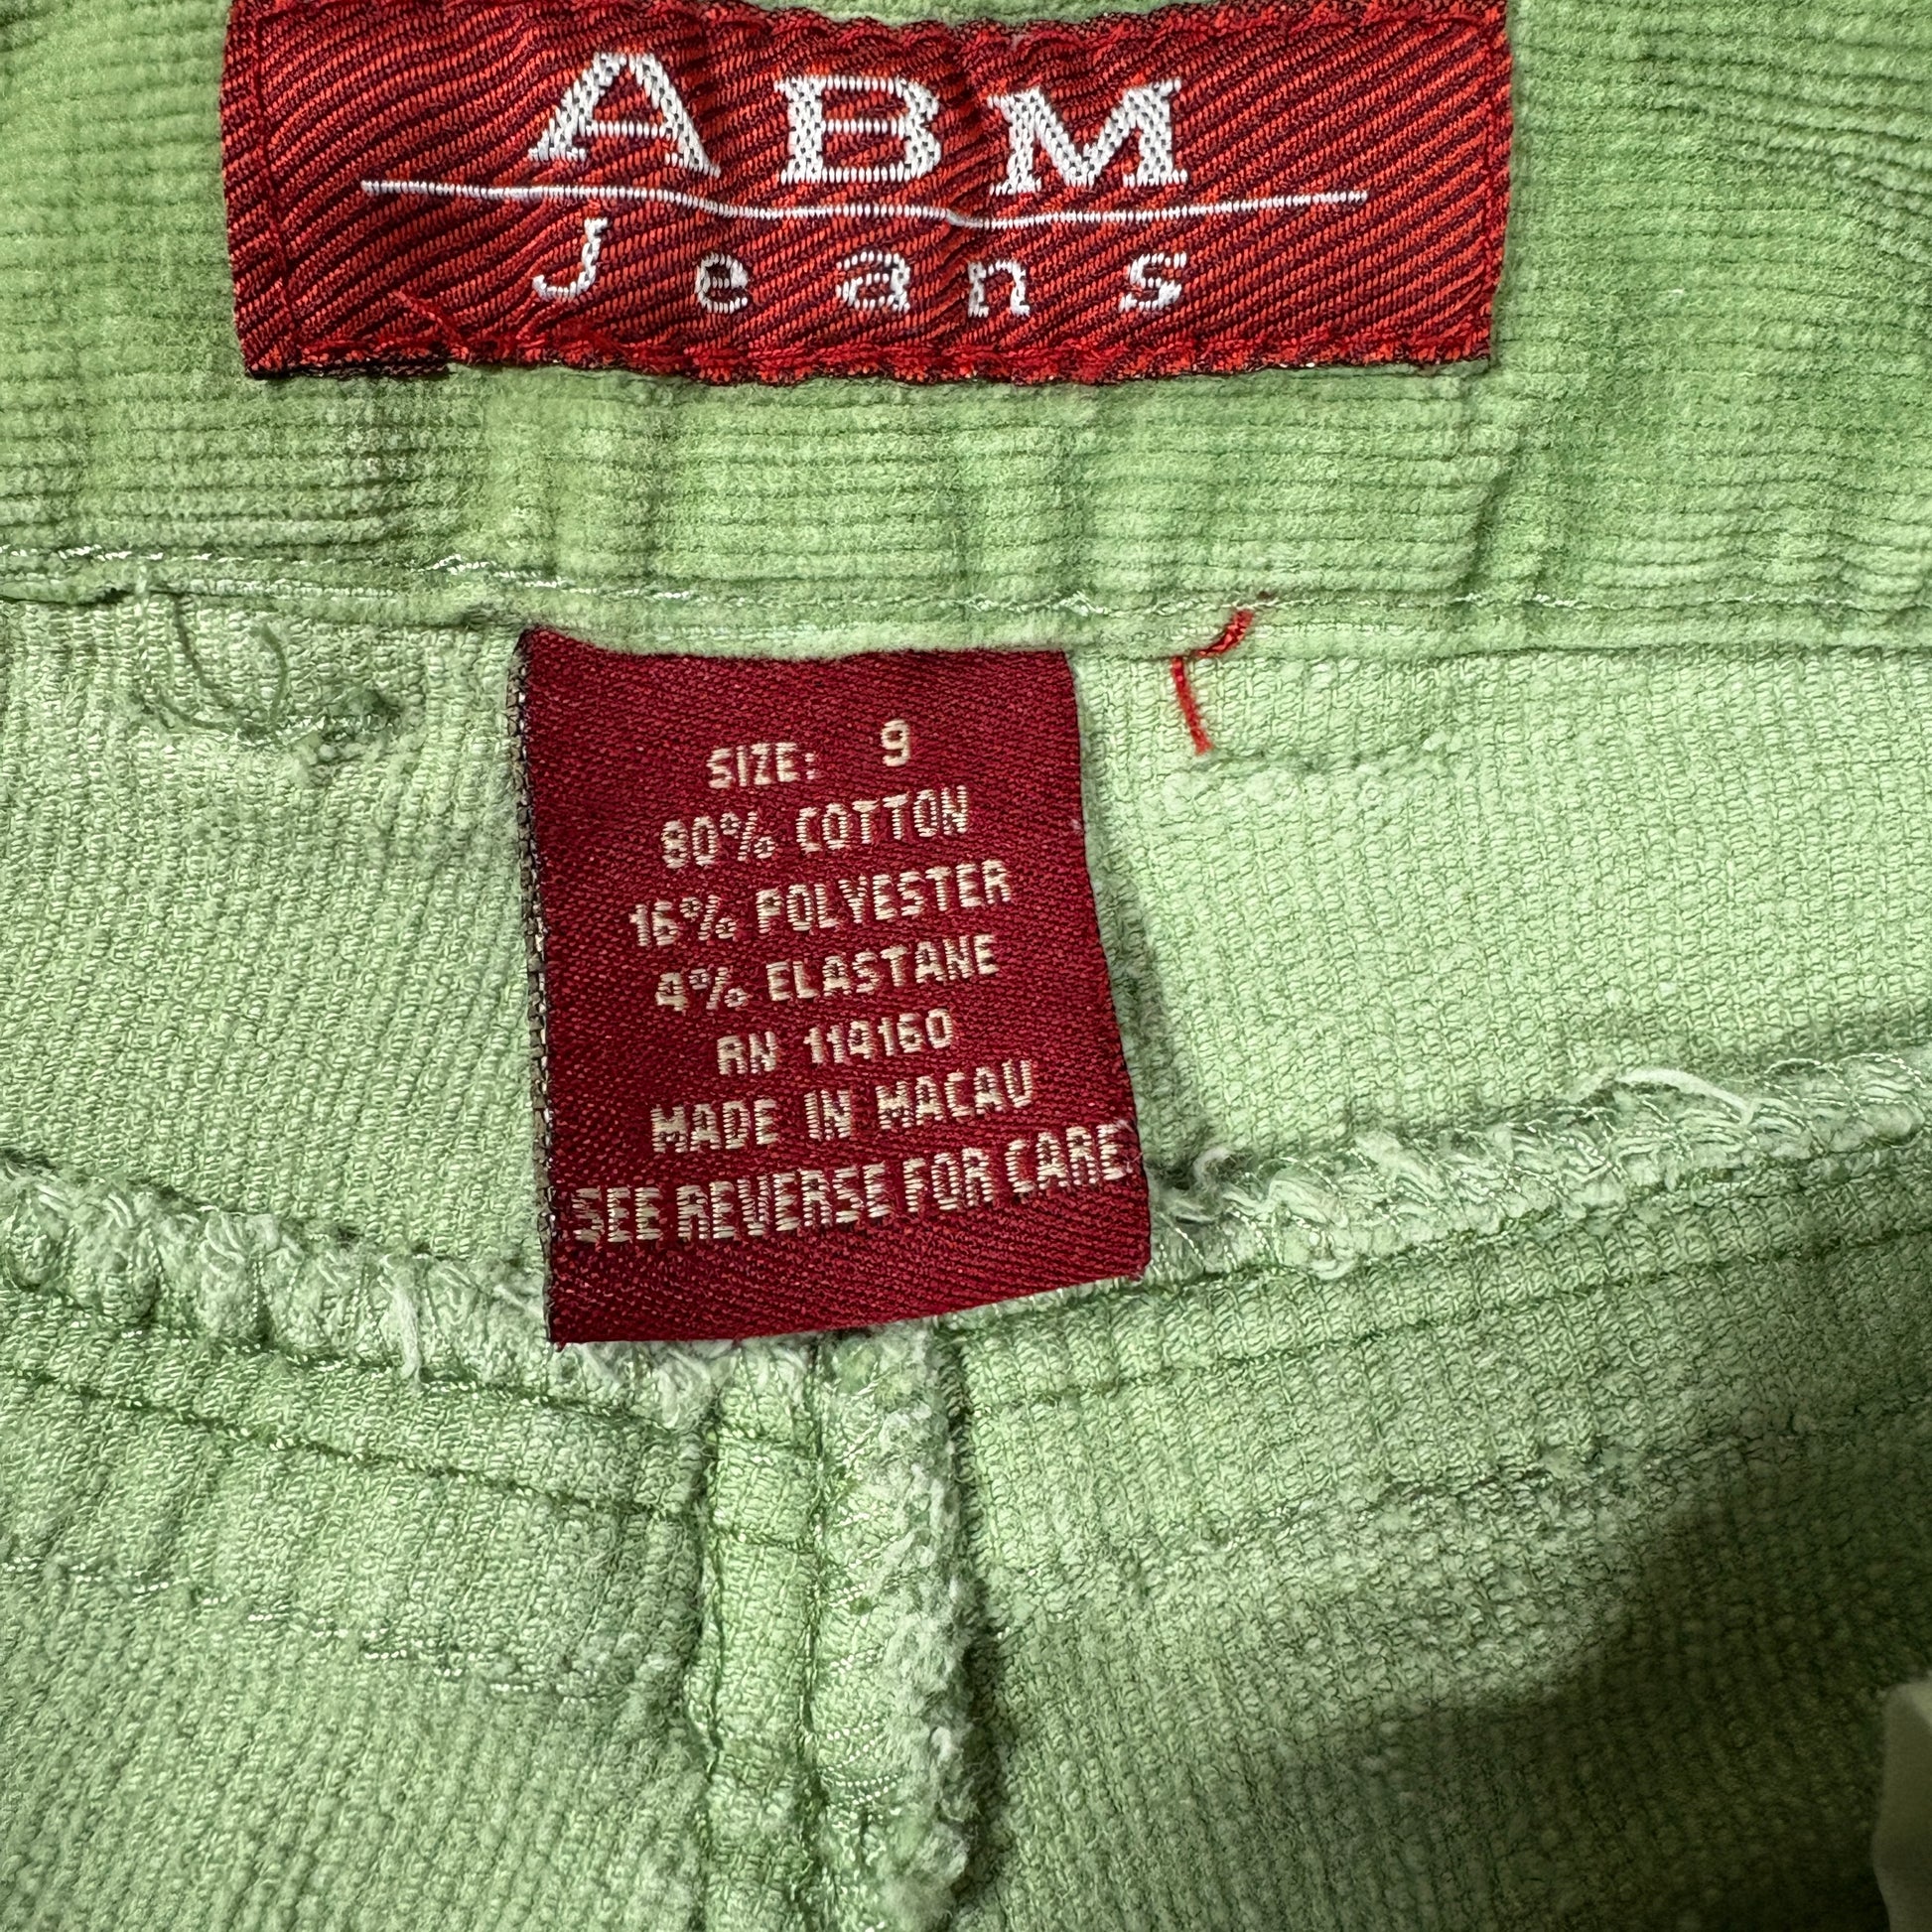 ABM
Jeans
SIZE: 9
80% COTTON
16% POLYESTER
4% ELASTANE
RN 114160
MADE IN MACAU
SEE REVERSE FOR CARE